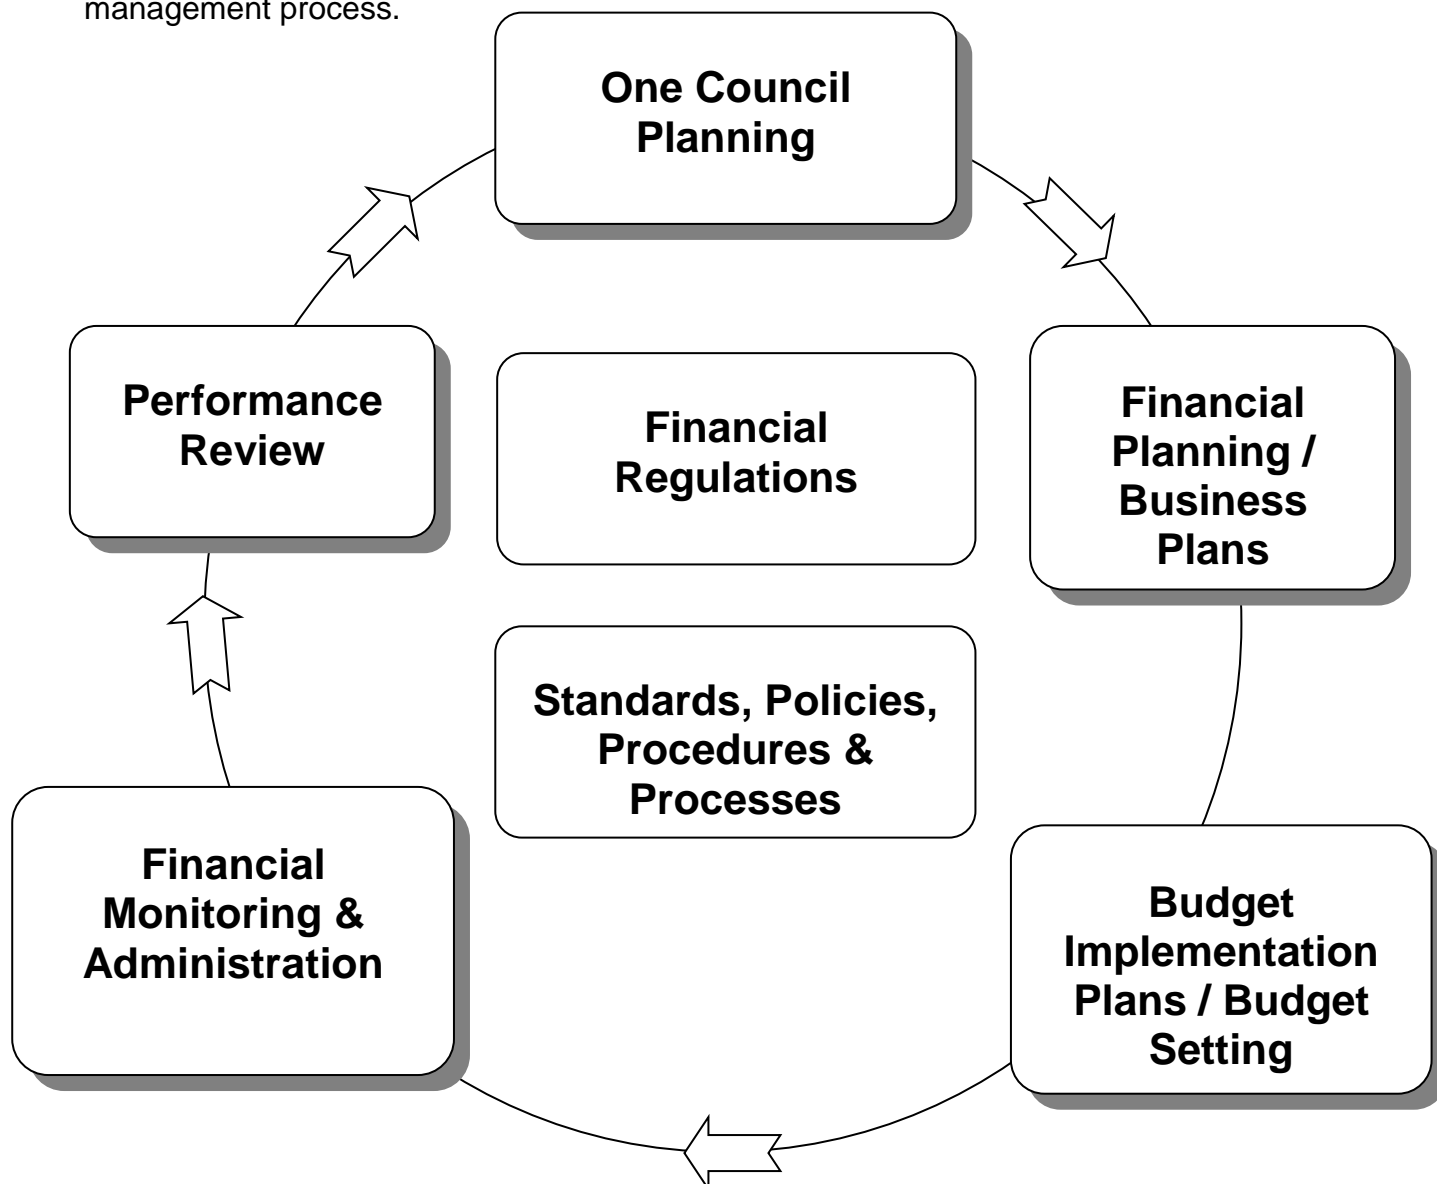 management process.
One Council
Planning
Performance
Review
Financial
Regulations
Financial
Planning /
Business
Plans
Standards, Policies,
Procedures &
Processes
Financial
Monitoring &
Administration
Budget
Implementation
Plans / Budget
Setting